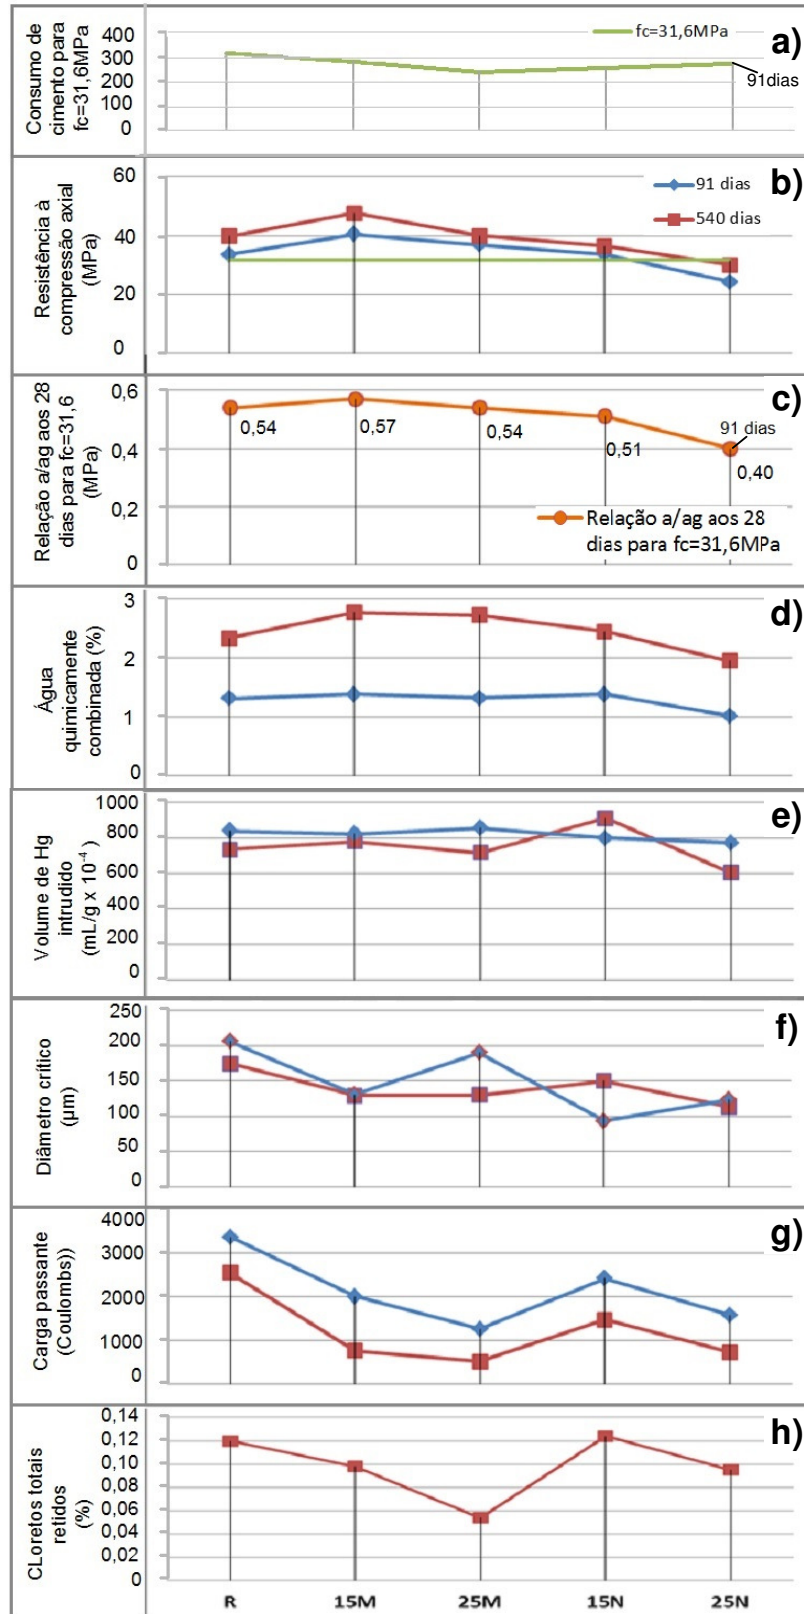 Consumo de
cimento para
fc=31,6MPa
400
300
200
100
0
fc=31,6MPa
a)
91dias
Resistência à
compressão axial
(MPa)
60
40
20
0
91 dias
540 dias
b)
Relação a/ag aos 28
dias para fc=31,6
(MPa)
0,6
0,4
0,2
0
c)
0,54
0,57
0,54
0,51
91 dias
0,40
Relação a/ag aos 28
dias para fc=31,6MPa
Água
quimicamente
combinada (%)
3
2
1
0
d)
Volume de Hg
intrudido
(mL/g x 10⁻⁴)
1000
800
600
400
200
0
e)
Diâmetro crítico
(µm)
250
200
150
100
50
0
f)
Carga passante
(Coulombs))
4000
3000
2000
1000
0
g)
CLoretos totais
retidos
(%)
0,14
0,12
0,10
0,08
0,06
0,04
0,02
0
h)
R 15M 25M 15N 25N